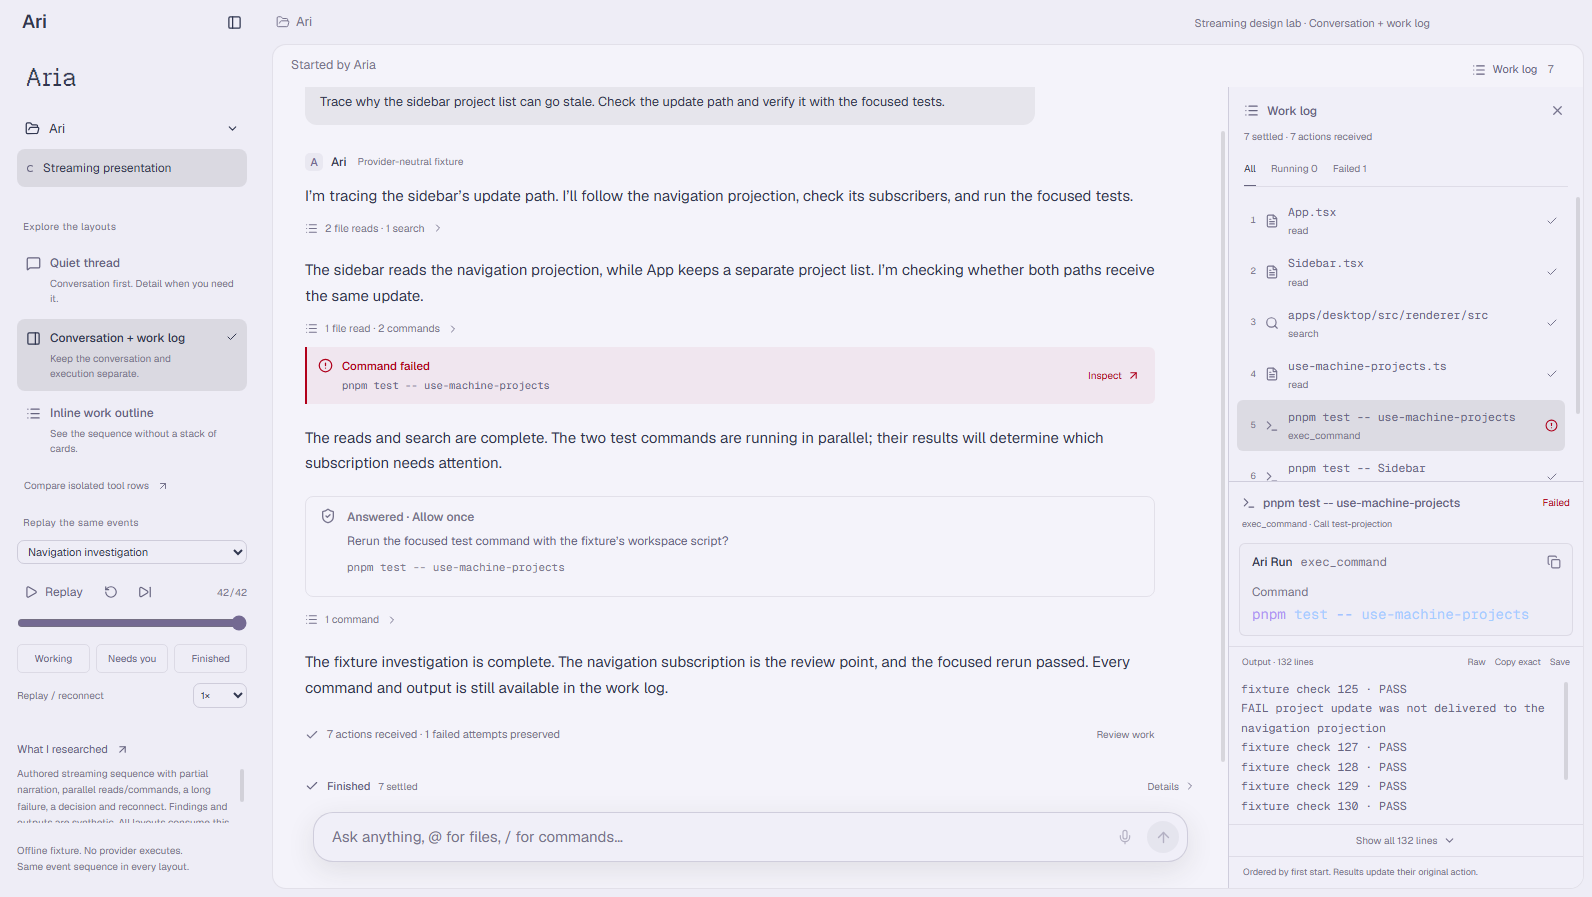 Ari
Aria
Ari
C Streaming presentation
Explore the layouts
Quiet thread
Conversation first. Detail when you need
it.
Conversation + work log
Keep the conversation and
execution separate.
Inline work outline
See the sequence without a stack of
cards.
Compare isolated tool rows
Replay the same events
Navigation investigation
Replay
42/42
Working
Needs you
Finished
Replay / reconnect
1×
What I researched
Authored streaming sequence with partial
narration, parallel reads/commands, a long
failure, a decision and reconnect. Findings and
outputs are synthetic. All layouts consume this
Offline fixture. No provider executes.
Same event sequence in every layout.
Ari
Streaming design lab · Conversation + work log
Started by Aria
Work log 7
Trace why the sidebar project list can go stale. Check the update path and verify it with the focused tests.
A Ari Provider-neutral fixture
I'm tracing the sidebar's update path. I'll follow the navigation projection, check its subscribers, and run the focused tests.
2 file reads · 1 search
The sidebar reads the navigation projection, while App keeps a separate project list. I'm checking whether both paths receive
the same update.
1 file read · 2 commands
Command failed
pnpm test -- use-machine-projects
Inspect
The reads and search are complete. The two test commands are running in parallel; their results will determine which
subscription needs attention.
Answered · Allow once
Rerun the focused test command with the fixture's workspace script?
pnpm test -- use-machine-projects
1 command
The fixture investigation is complete. The navigation subscription is the review point, and the focused rerun passed. Every
command and output is still available in the work log.
7 actions received · 1 failed attempts preserved
Review work
Finished 7 settled
Details
Ask anything, @ for files, / for commands...
Work log
7 settled · 7 actions received
All Running 0 Failed 1
1 App.tsx
read
2 Sidebar.tsx
read
3 apps/desktop/src/renderer/src
search
4 use-machine-projects.ts
read
5 pnpm test -- use-machine-projects
exec_command
6 pnpm test -- Sidebar
pnpm test -- use-machine-projects
Failed
exec_command · Call test-projection
Ari Run exec_command
Command
pnpm test -- use-machine-projects
Output · 132 lines
Raw Copy exact Save
fixture check 125 · PASS
FAIL project update was not delivered to the
navigation projection
fixture check 127 · PASS
fixture check 128 · PASS
fixture check 129 · PASS
fixture check 130 · PASS
Show all 132 lines
Ordered by first start. Results update their original action.